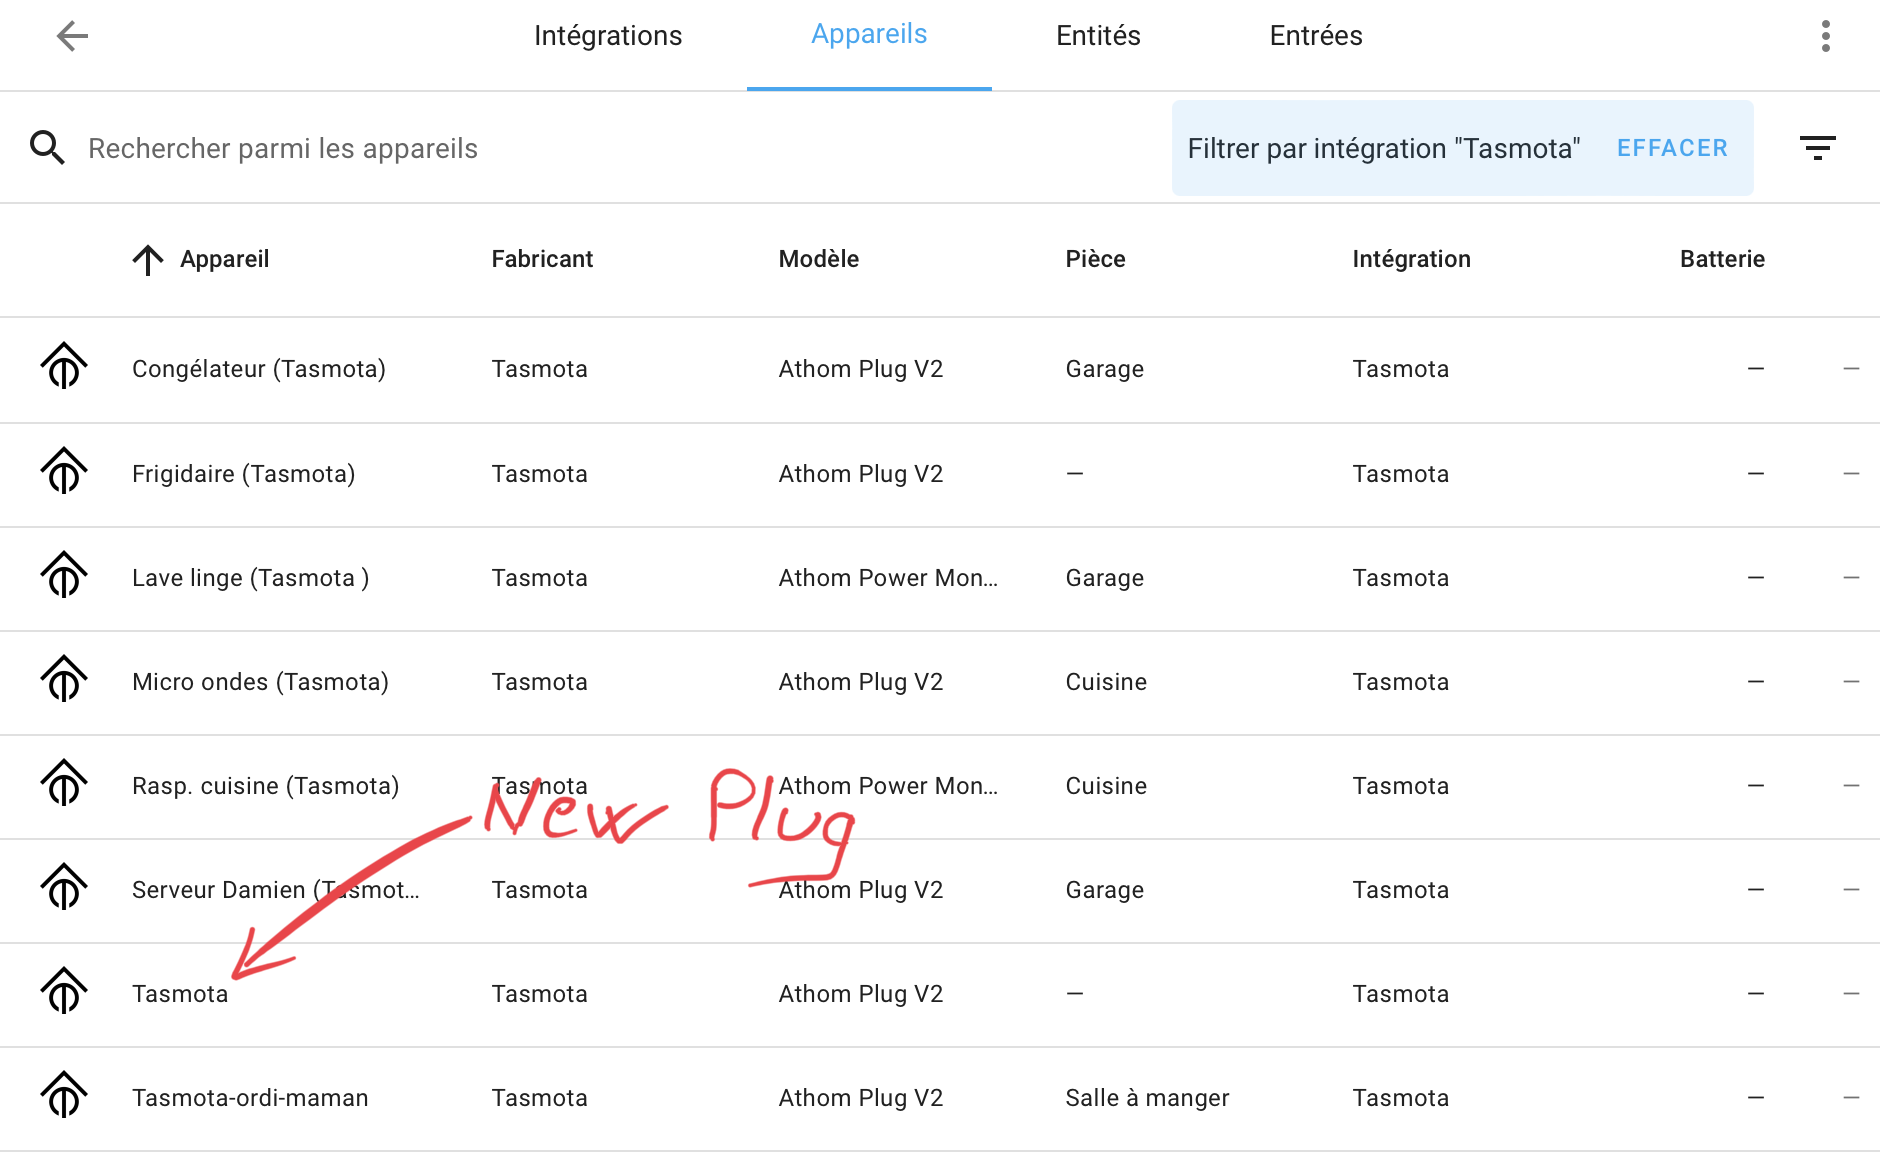 Intégrations Appareils Entités Entrées
Rechercher parmi les appareils Filtrer par intégration "Tasmota" EFFACER
Appareil Fabricant Modèle Pièce Intégration Batterie
Congélateur (Tasmota) Tasmota Athom Plug V2 Garage Tasmota — —
Frigidaire (Tasmota) Tasmota Athom Plug V2 — Tasmota — —
Lave linge (Tasmota ) Tasmota Athom Power Mon... Garage Tasmota — —
Micro ondes (Tasmota) Tasmota Athom Plug V2 Cuisine Tasmota — —
Rasp. cuisine (Tasmota) Tasmota Athom Power Mon... Cuisine Tasmota — —
New Plug
Serveur Damien (Tasmot... Tasmota Athom Plug V2 Garage Tasmota — —
Tasmota Tasmota Athom Plug V2 — Tasmota — —
Tasmota-ordi-maman Tasmota Athom Plug V2 Salle à manger Tasmota — —